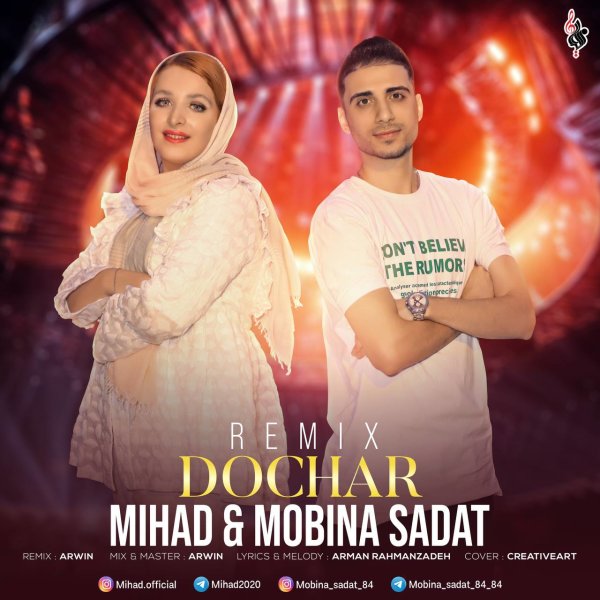 DON'T BELIEV
THE RUMOR
REMIX
DOCHAR
MIHAD & MOBINA SADAT
REMIX : ARWIN MIX & MASTER : ARWIN LYRICS & MELODY : ARMAN RAHMANZADEH COVER : CREATIVEART
Mihad.official Mihad2020 Mobina_sadat_84 Mobina_sadat_84_84